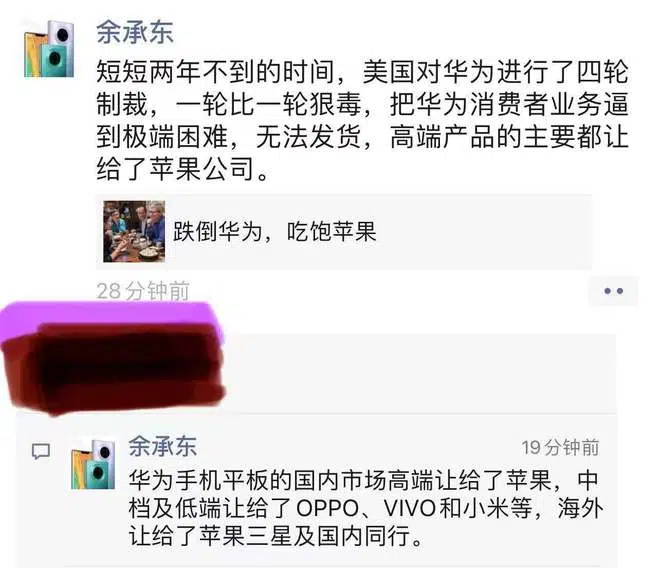 余承东
短短两年不到的时间，美国对华为进行了四轮
制裁，一轮比一轮狠毒，把华为消费者业务逼
到极端困难，无法发货，高端产品的主要都让
给了苹果公司。
跌倒华为，吃饱苹果
28分钟前
余承东
19分钟前
华为手机平板的国内市场高端让给了苹果，中
档及低端让给了OPPO、VIVO和小米等，海外
让给了苹果三星及国内同行。